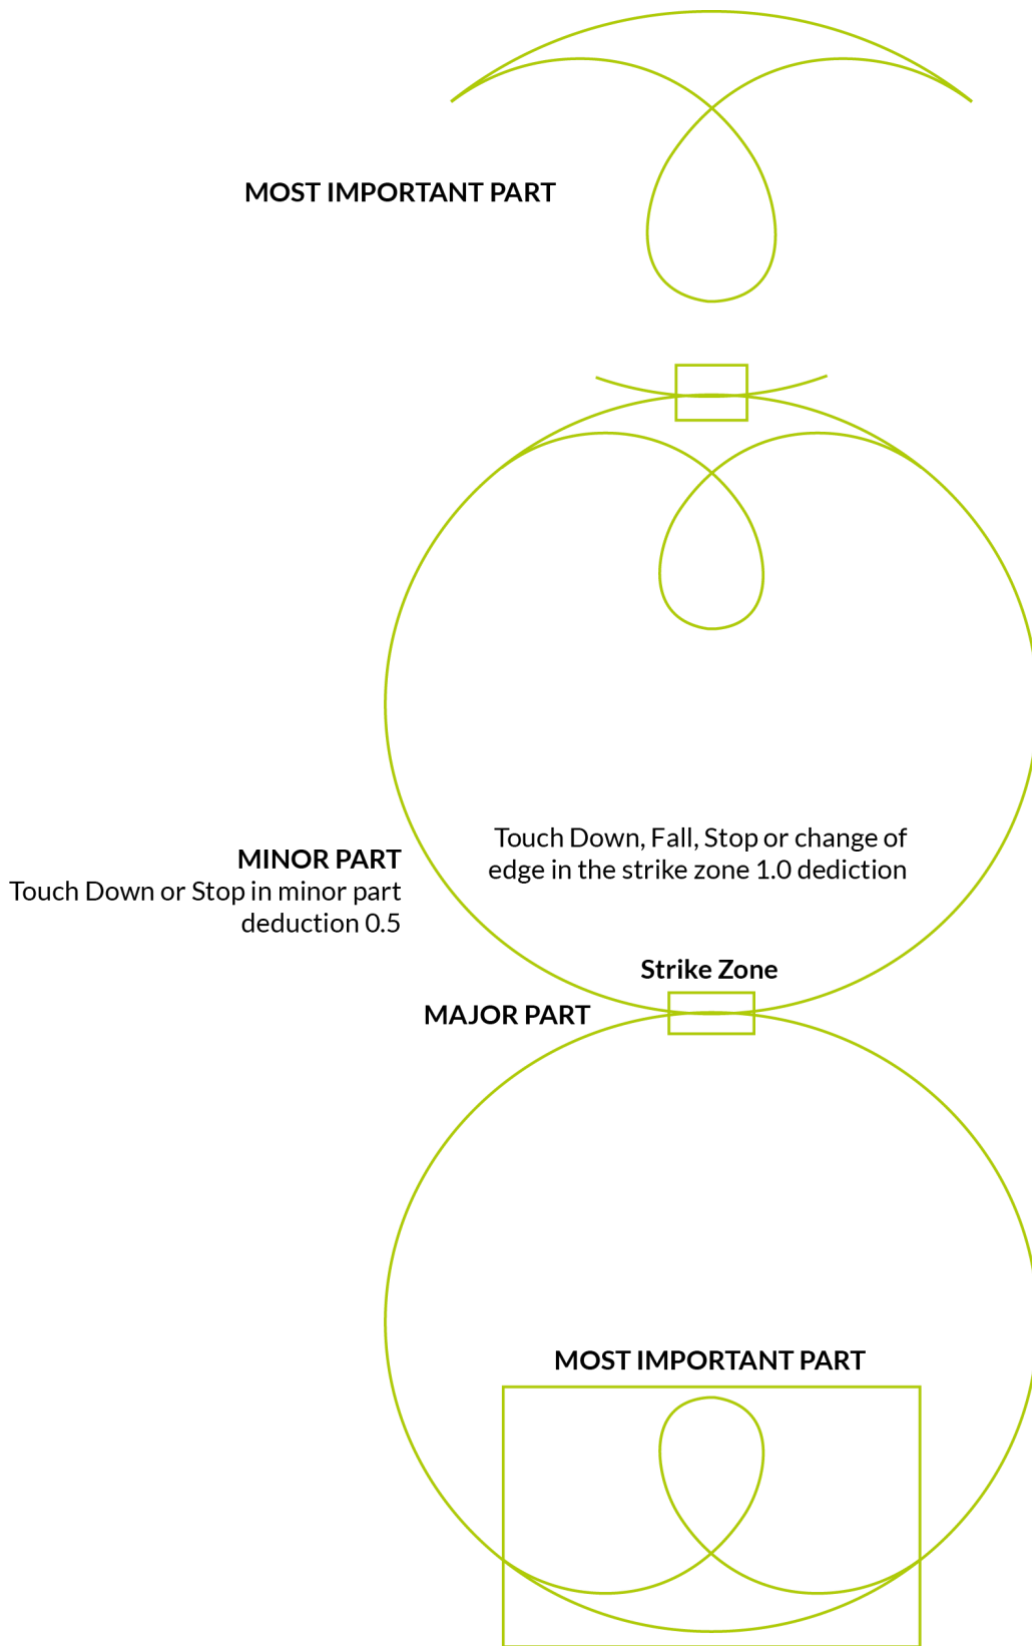 MOST IMPORTANT PART
Touch Down, Fall, Stop or change of
edge in the strike zone 1.0 dediction
MINOR PART
Touch Down or Stop in minor part
deduction 0.5
Strike Zone
MAJOR PART
MOST IMPORTANT PART